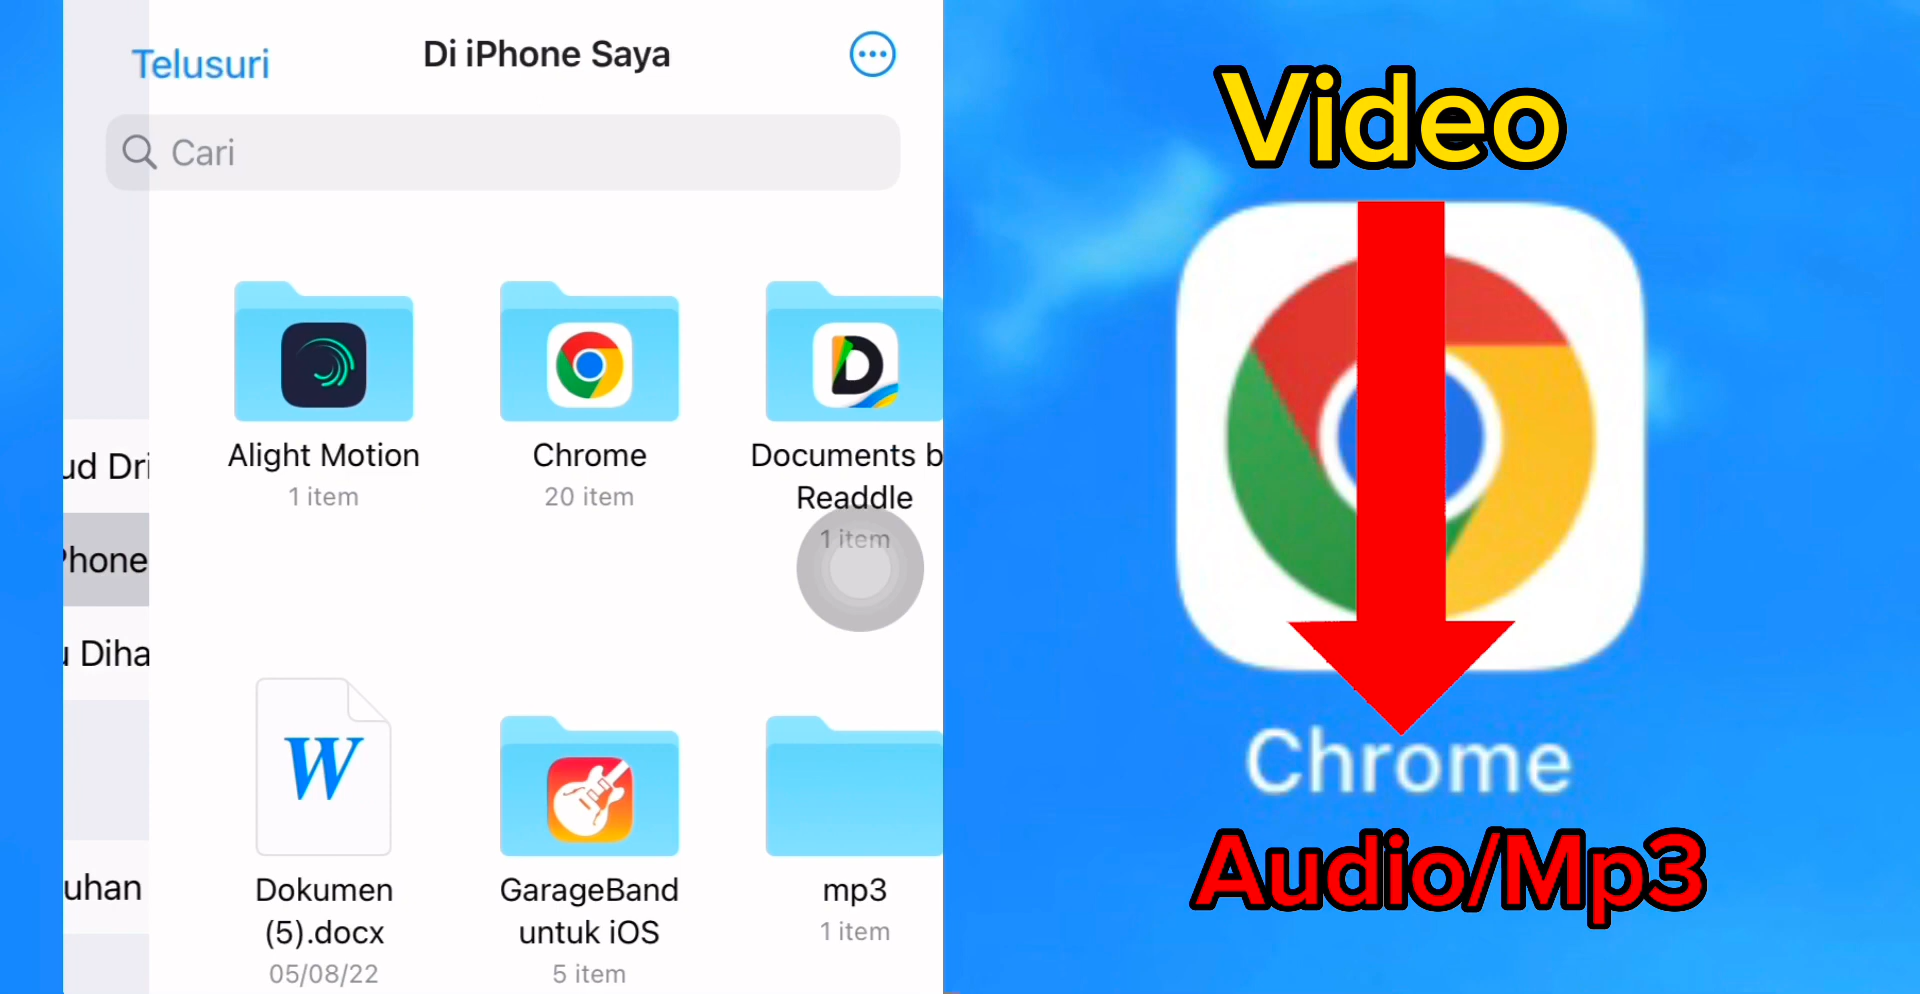 Telusuri
Di iPhone Saya
Cari
ud Dri
Phone
u Diha
uhan
Alight Motion
1 item
Chrome
20 item
Documents b
Readdle
1 item
W
Dokumen
(5).docx
05/08/22
GarageBand
untuk iOS
5 item
mp3
1 item
Video
Chrome
Audio/Mp3